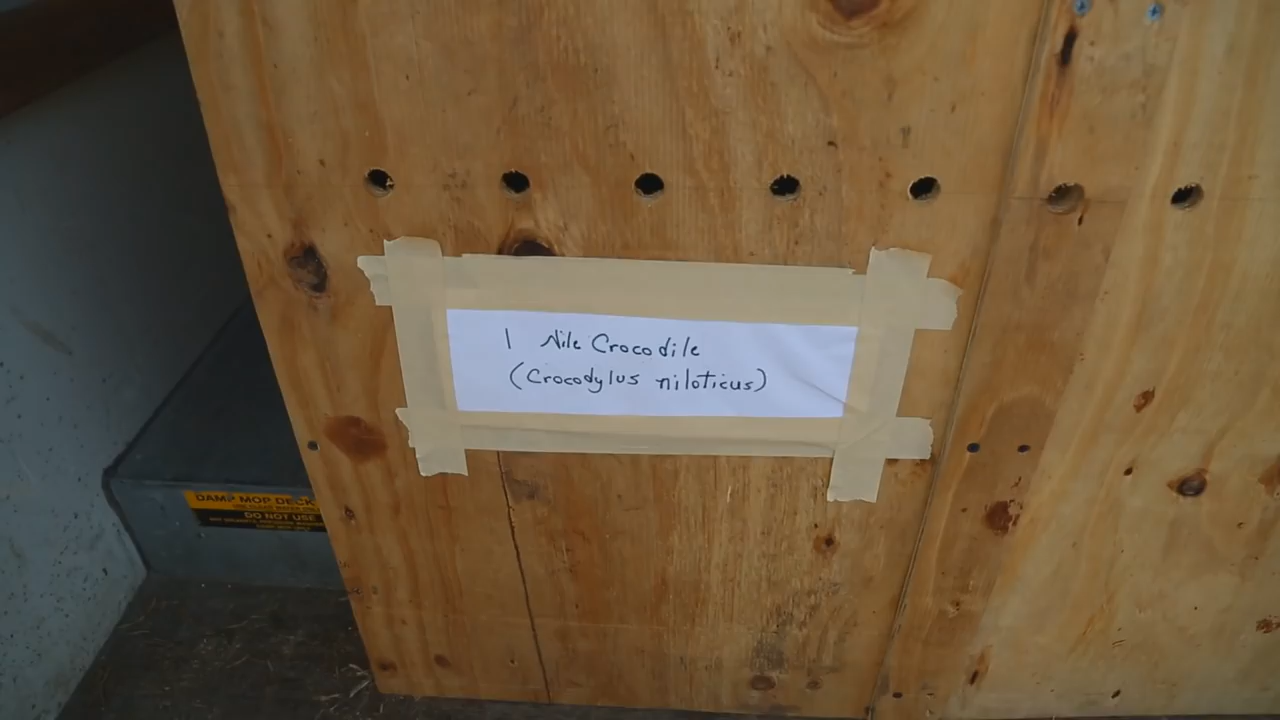 1 Nile Crocodile
(Crocodylus niloticus)
DAMP MOP DECK
DO NOT USE